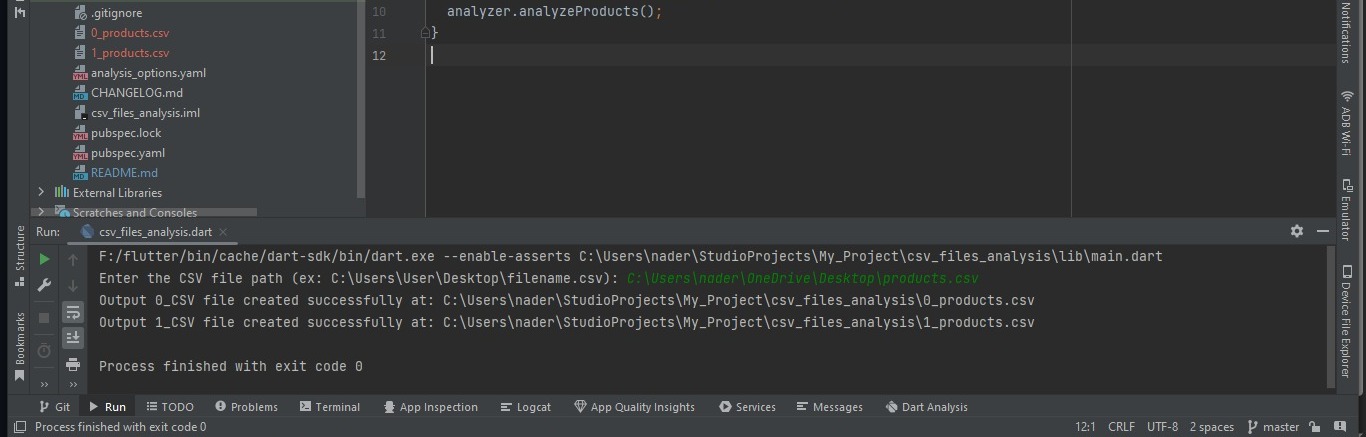 .gitignore
0_products.csv
1_products.csv
analysis_options.yaml
CHANGELOG.md
csv_files_analysis.iml
pubspec.lock
pubspec.yaml
README.md
External Libraries
Scratches and Consoles
10 analyzer.analyzeProducts();
11 }
12
Notifications
ADB Wi-Fi
Emulator
Device File Explorer
Structure
Bookmarks
Run: csv_files_analysis.dart
F:/flutter/bin/cache/dart-sdk/bin/dart.exe --enable-asserts C:\Users\nader\StudioProjects\My_Project\csv_files_analysis\lib\main.dart
Enter the CSV file path (ex: C:\Users\User\Desktop\filename.csv): C:\Users\nader\OneDrive\Desktop\products.csv
Output 0_CSV file created successfully at: C:\Users\nader\StudioProjects\My_Project\csv_files_analysis\0_products.csv
Output 1_CSV file created successfully at: C:\Users\nader\StudioProjects\My_Project\csv_files_analysis\1_products.csv
Process finished with exit code 0
Git Run TODO Problems Terminal App Inspection Logcat App Quality Insights Services Messages Dart Analysis
Process finished with exit code 0 12:1 CRLF UTF-8 2 spaces master